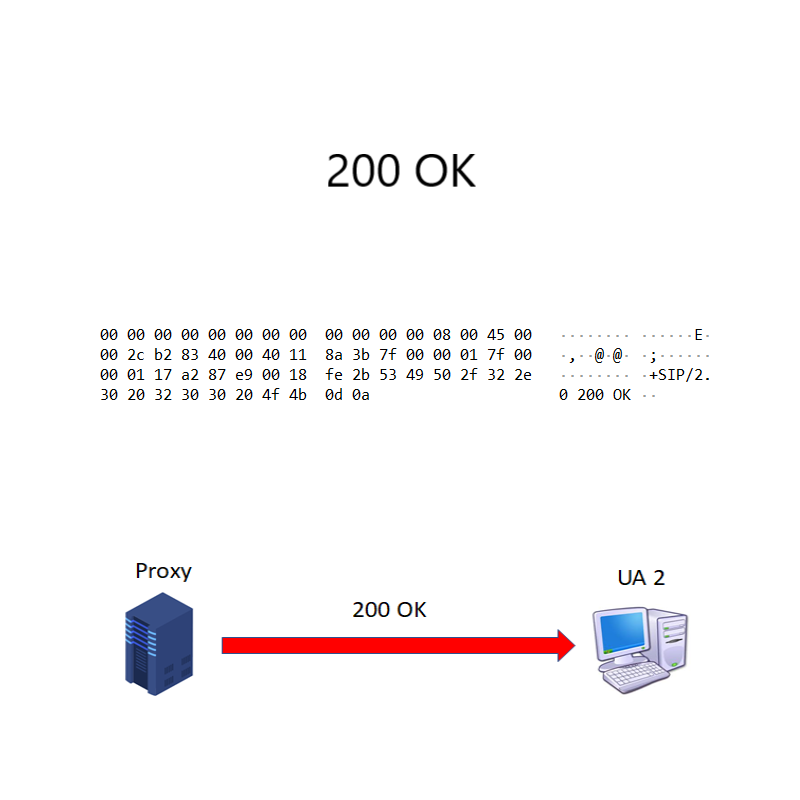 200 OK
00 00 00 00 00 00 00 00  00 00 00 00 08 00 45 00   ········ ······E·
00 2c b2 83 40 00 40 11  8a 3b 7f 00 00 01 7f 00   ·,··@·@· ·;······
00 01 17 a2 87 e9 00 18  fe 2b 53 49 50 2f 32 2e   ········ ·+SIP/2.
30 20 32 30 30 20 4f 4b  0d 0a                     0 200 OK ··
Proxy
UA 2
200 OK